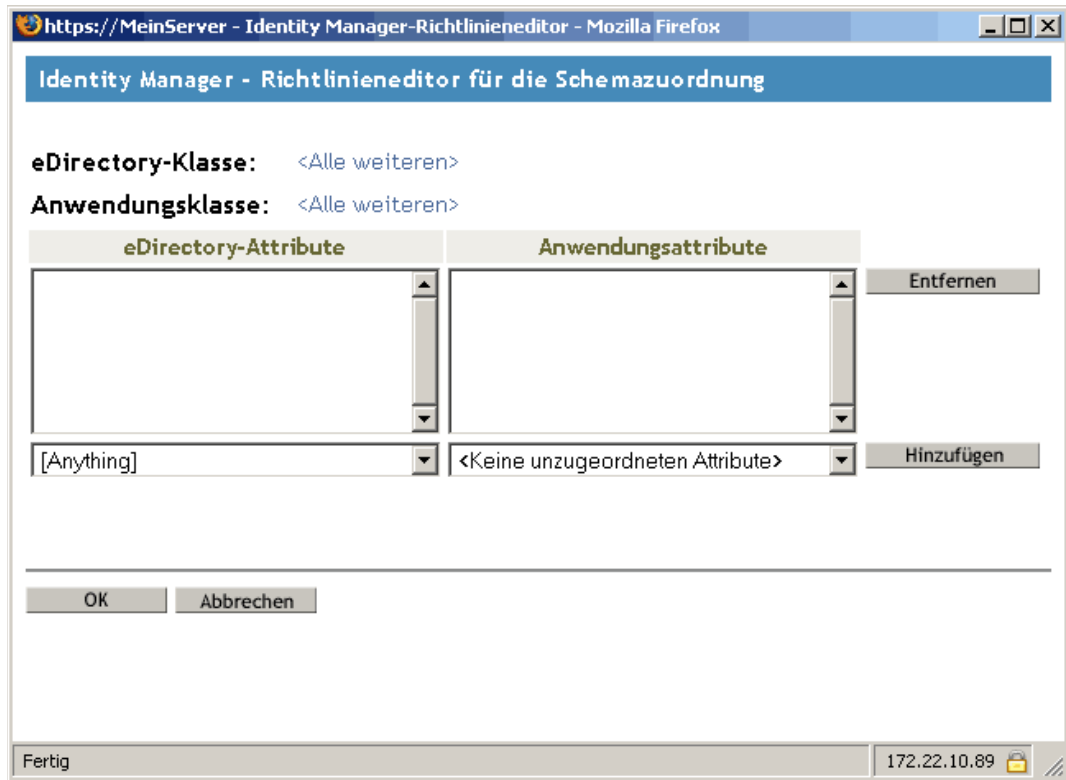 https://MeinServer - Identity Manager-Richtlinieneditor - Mozilla Firefox
Identity Manager - Richtlinieneditor für die Schemazuordnung
eDirectory-Klasse: <Alle weiteren>
Anwendungsklasse: <Alle weiteren>
eDirectory-Attribute Anwendungsattribute
Entfernen
[Anything] <Keine unzugeordneten Attribute> Hinzufügen
OK Abbrechen
Fertig 172.22.10.89